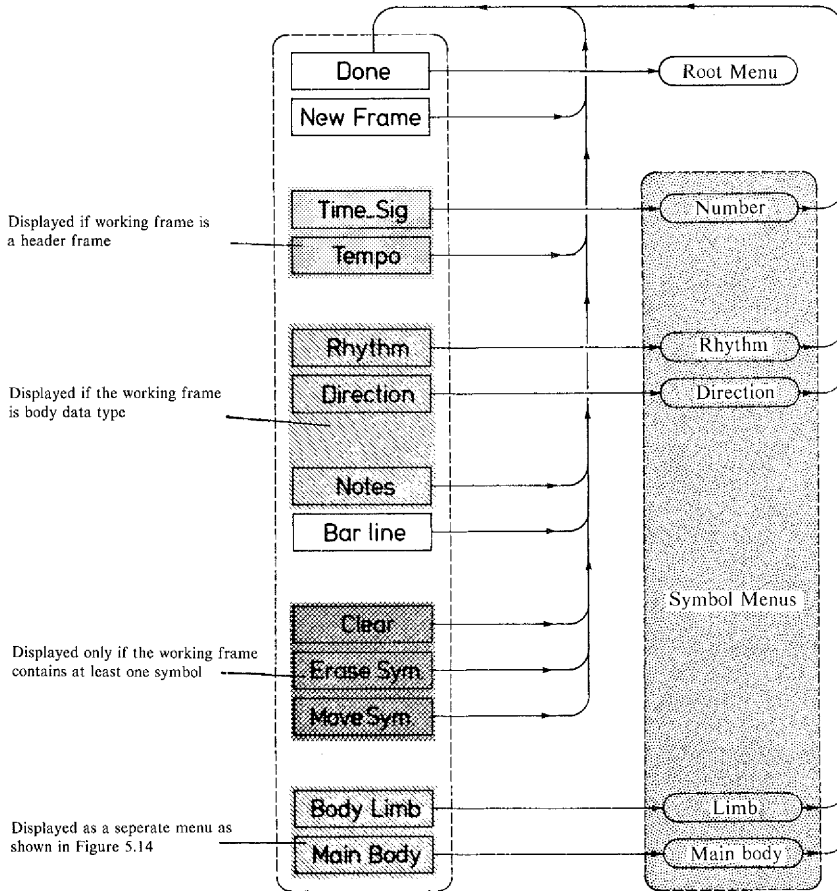 Done
Root Menu
New Frame
Displayed if working frame is
a header frame
Time_Sig
Number
Tempo
Rhythm
Rhythm
Displayed if the working frame
is body data type
Direction
Direction
Notes
Bar line
Symbol Menus
Displayed only if the working frame
contains at least one symbol
Clear
Erase Sym.
Move Sym.
Body Limb
Limb
Displayed as a seperate menu as
shown in Figure 5.14
Main Body
Main body